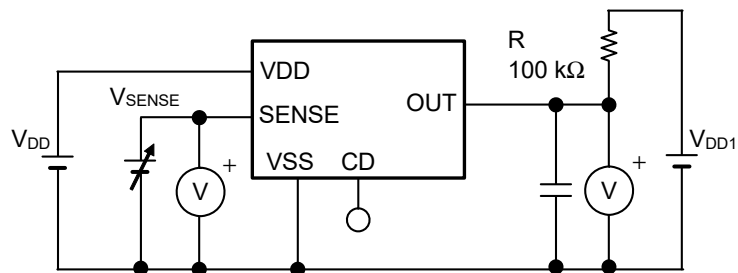 R
100 kΩ
VDD
VSENSE
SENSE
OUT
VDD
VDD1
VSS
CD
+
V
+
V